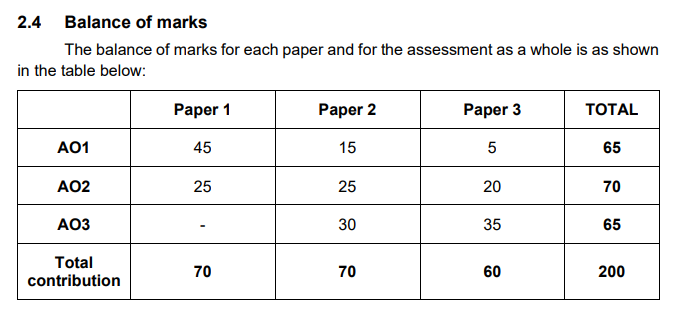 2.4 Balance of marks
The balance of marks for each paper and for the assessment as a whole is as shown
in the table below:
Paper 1 Paper 2 Paper 3 TOTAL
AO1 45 15 5 65
AO2 25 25 20 70
AO3 - 30 35 65
Total
contribution 70 70 60 200